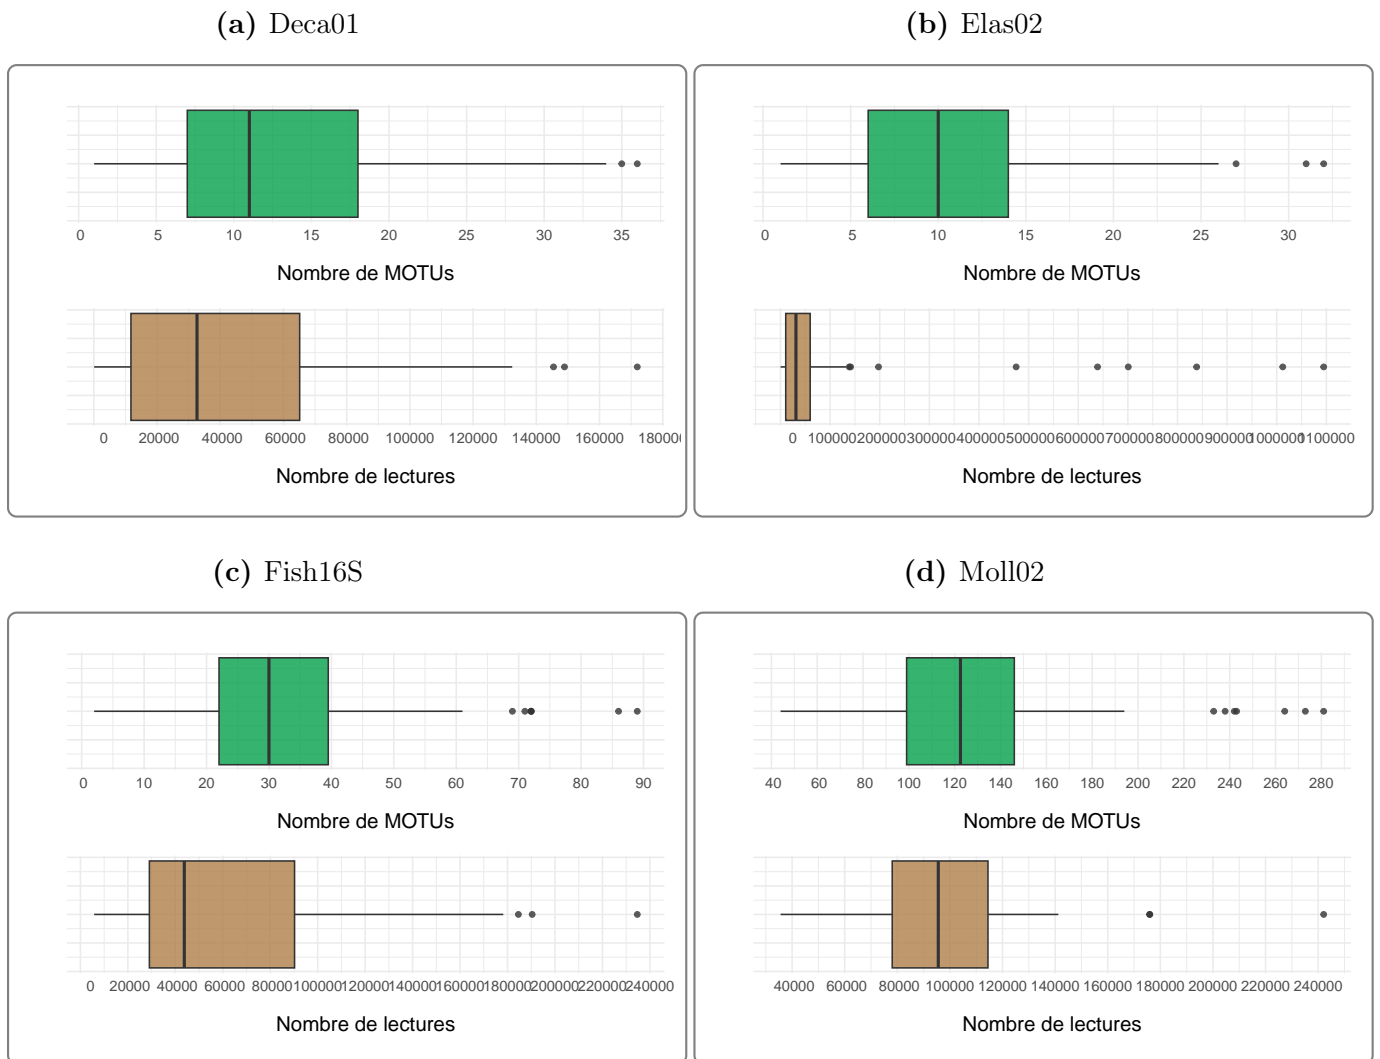 (a) Deca01
0 5 10 15 20 25 30 35
Nombre de MOTUs
0 20000 40000 60000 80000 100000 120000 140000 160000 180000
Nombre de lectures
(b) Elas02
0 5 10 15 20 25 30
Nombre de MOTUs
0 100000 200000 300000 400000 500000 600000 700000 800000 900000 1000000 1100000
Nombre de lectures
(c) Fish16S
0 10 20 30 40 50 60 70 80 90
Nombre de MOTUs
0 20000 40000 60000 80000 100000 120000 140000 160000 180000 200000 220000 240000
Nombre de lectures
(d) Moll02
40 60 80 100 120 140 160 180 200 220 240 260 280
Nombre de MOTUs
40000 60000 80000 100000 120000 140000 160000 180000 200000 220000 240000
Nombre de lectures